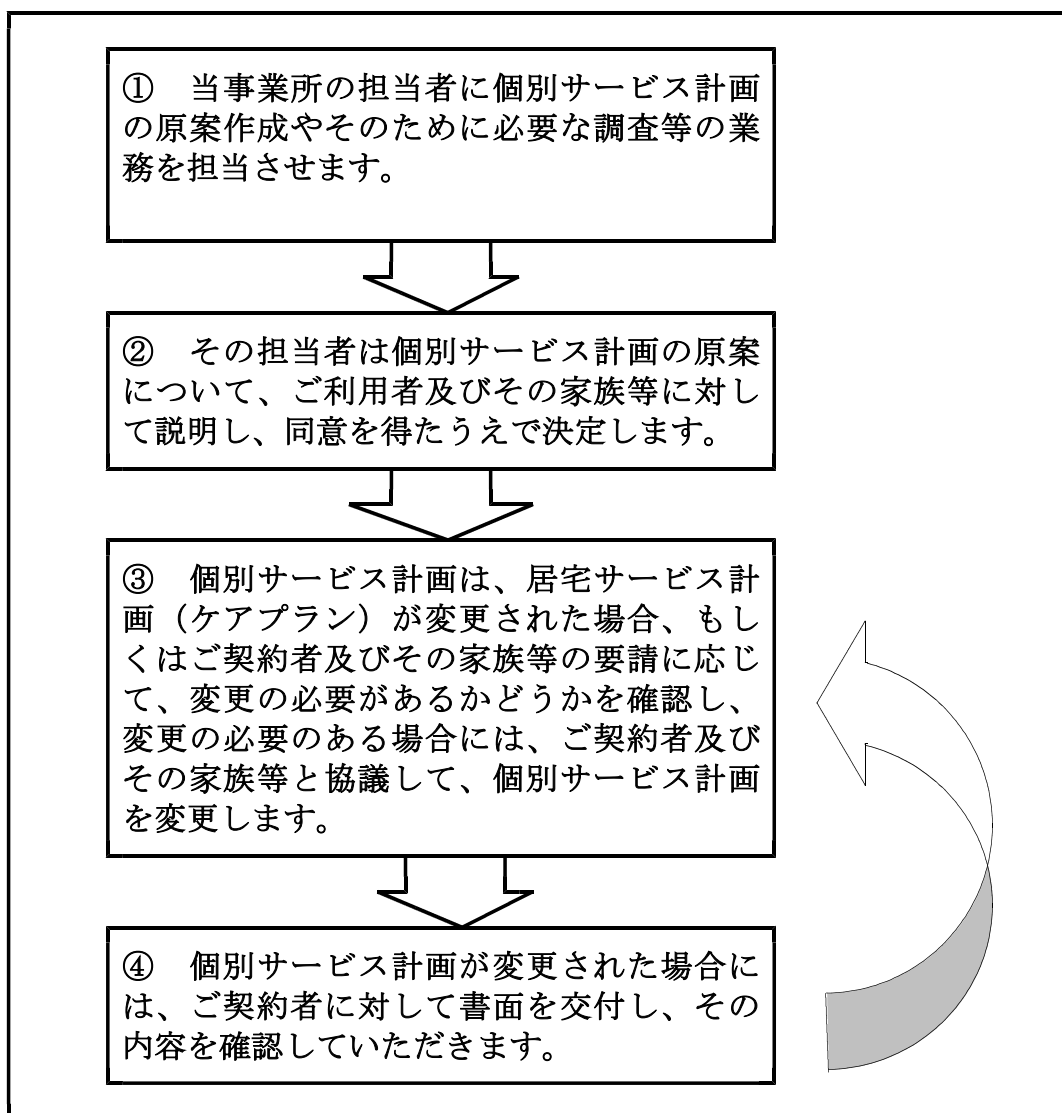 ①　当事業所の担当者に個別サービス計画
の原案作成やそのために必要な調査等の業
務を担当させます。
②　その担当者は個別サービス計画の原案
について、ご利用者及びその家族等に対し
て説明し、同意を得たうえで決定します。
③　個別サービス計画は、居宅サービス計
画（ケアプラン）が変更された場合、もし
くはご契約者及びその家族等の要請に応じ
て、変更の必要があるかどうかを確認し、
変更の必要のある場合には、ご契約者及び
その家族等と協議して、個別サービス計画
を変更します。
④　個別サービス計画が変更された場合に
は、ご契約者に対して書面を交付し、その
内容を確認していただきます。